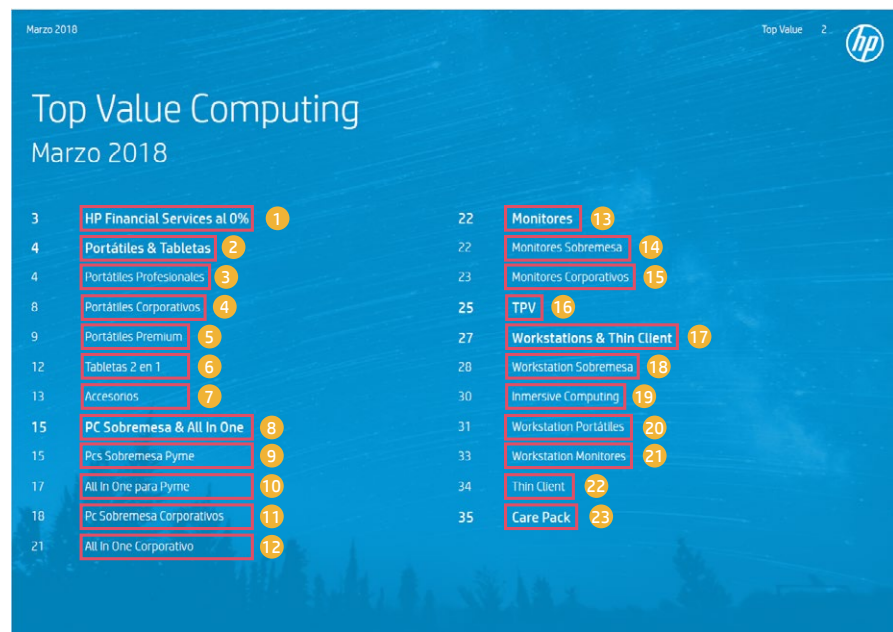 Marzo 2018
Top Value 2
hp
Top Value Computing
Marzo 2018
3 HP Financial Services al 0% 1
4 Portátiles & Tabletas 2
4 Portátiles Profesionales 3
8 Portátiles Corporativos 4
9 Portátiles Premium 5
12 Tabletas 2 en 1 6
13 Accesorios 7
15 PC Sobremesa & All In One 8
15 Pcs Sobremesa Pyme 9
17 All In One para Pyme 10
18 Pc Sobremesa Corporativos 11
21 All In One Corporativo 12
22 Monitores 13
22 Monitores Sobremesa 14
23 Monitores Corporativos 15
25 TPV 16
27 Workstations & Thin Client 17
28 Workstation Sobremesa 18
30 Inmersive Computing 19
31 Workstation Portátiles 20
33 Workstation Monitores 21
34 Thin Client 22
35 Care Pack 23